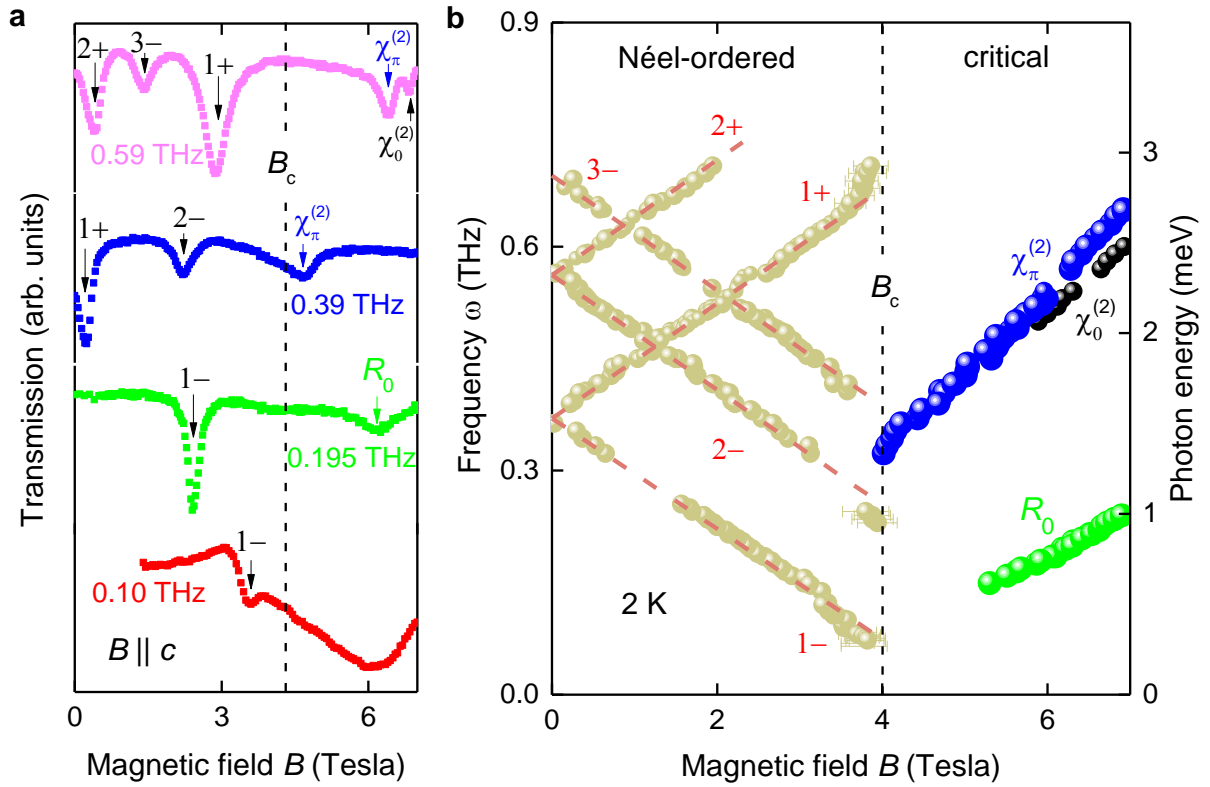 a
2+
3−
1+
χπ(2)
χ0(2)
0.59 THz
Bc
1+
2−
χπ(2)
0.39 THz
1−
R0
0.195 THz
1−
0.10 THz
B || c
0 3 6
Magnetic field B (Tesla)
Transmission (arb. units)
b
0.9
0.6
0.3
0.0
Frequency ω (THz)
Néel-ordered
critical
2+
3−
1+
Bc
χπ(2)
χ0(2)
2−
R0
2 K
1−
3
2
1
0
Photon energy (meV)
0 2 4 6
Magnetic field B (Tesla)